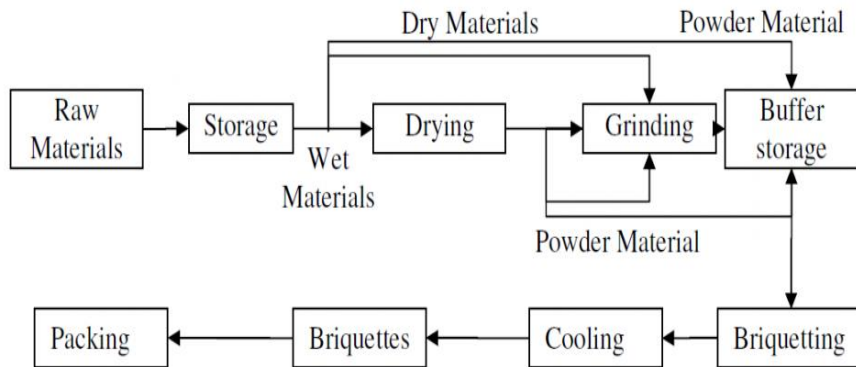 Dry Materials
Powder Material
Raw
Materials
Storage
Drying
Grinding
Buffer
storage
Wet
Materials
Powder Material
Packing
Briquettes
Cooling
Briquetting